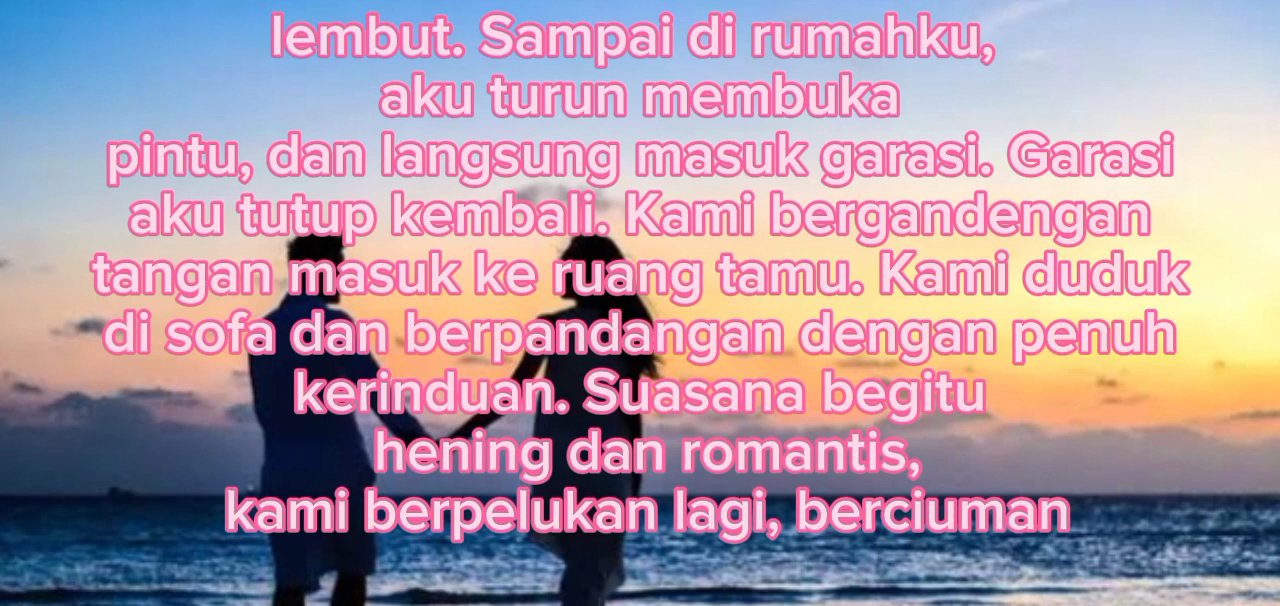 lembut. Sampai di rumahku,
aku turun membuka
pintu, dan langsung masuk garasi. Garasi
aku tutup kembali. Kami bergandengan
tangan masuk ke ruang tamu. Kami duduk
di sofa dan berpandangan dengan penuh
kerinduan. Suasana begitu
hening dan romantis,
kami berpelukan lagi, berciuman